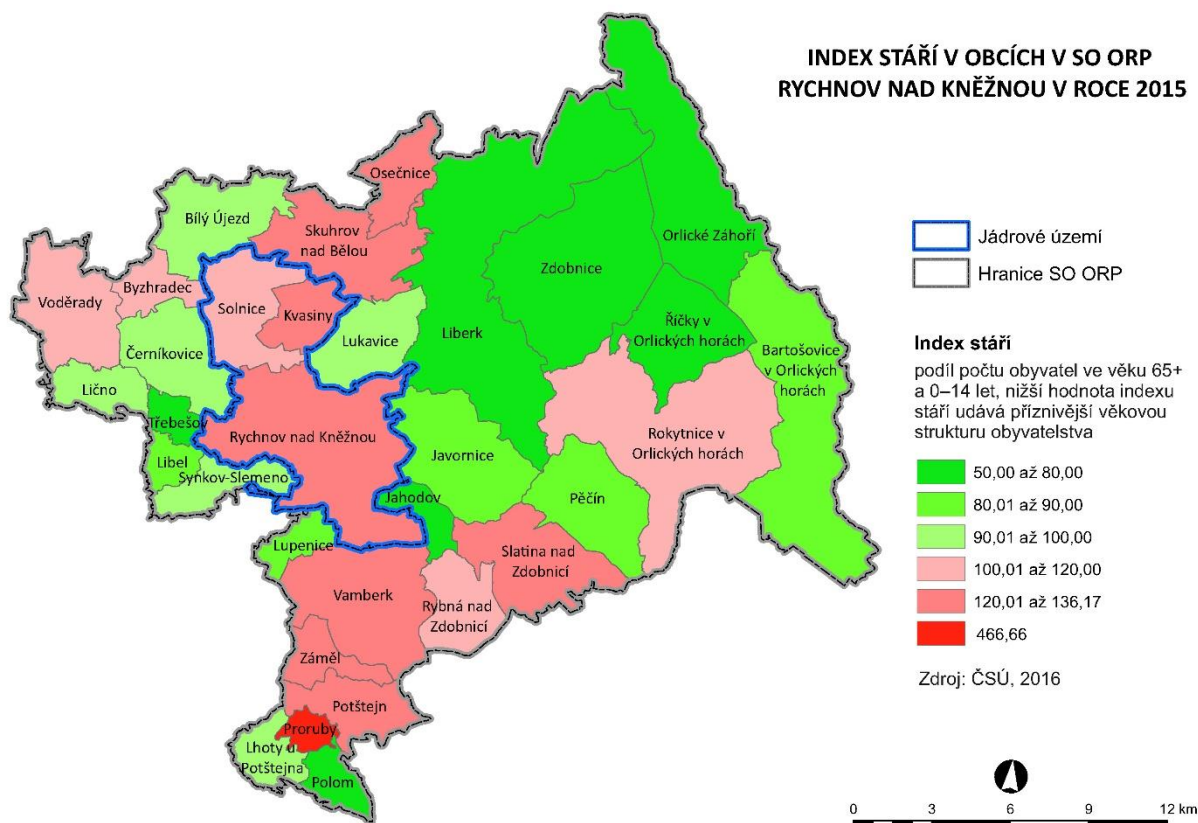 INDEX STÁŘÍ V OBCÍCH V SO ORP
RYCHNOV NAD KNĚŽNOU V ROCE 2015
Osečnice
Bílý Újezd
Skuhrov
nad Bělou
Orlické Záhoří
Zdobnice
Voděrady
Byzhradec
Solnice
Kvasiny
Lukavice
Liberk
Říčky v
Orlických horách
Bartošovice
v Orlických
horách
Černíkovice
Lično
Třebešov
Rychnov nad Kněžnou
Rokytnice v
Orlických horách
Libel
Synkov-Slemeno
Javornice
Jahodov
Pěčín
Lupenice
Slatina nad
Zdobnicí
Vamberk
Rybná nad
Zdobnicí
Záměl
Potštejn
Proruby
Lhoty u
Potštejna
Polom
Jádrové území
Hranice SO ORP
Index stáří
podíl počtu obyvatel ve věku 65+
a 0–14 let, nižší hodnota indexu
stáří udává příznivější věkovou
strukturu obyvatelstva
50,00 až 80,00
80,01 až 90,00
90,01 až 100,00
100,01 až 120,00
120,01 až 136,17
466,66
Zdroj: ČSÚ, 2016
0 3 6 9 12 km